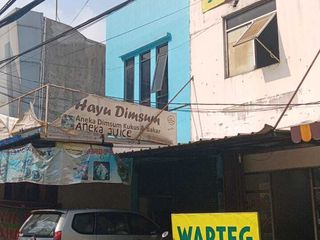 Hayu Dimsum
Aneka Dimsum Kukus & Bakar
Aneka Juice
WARTEG